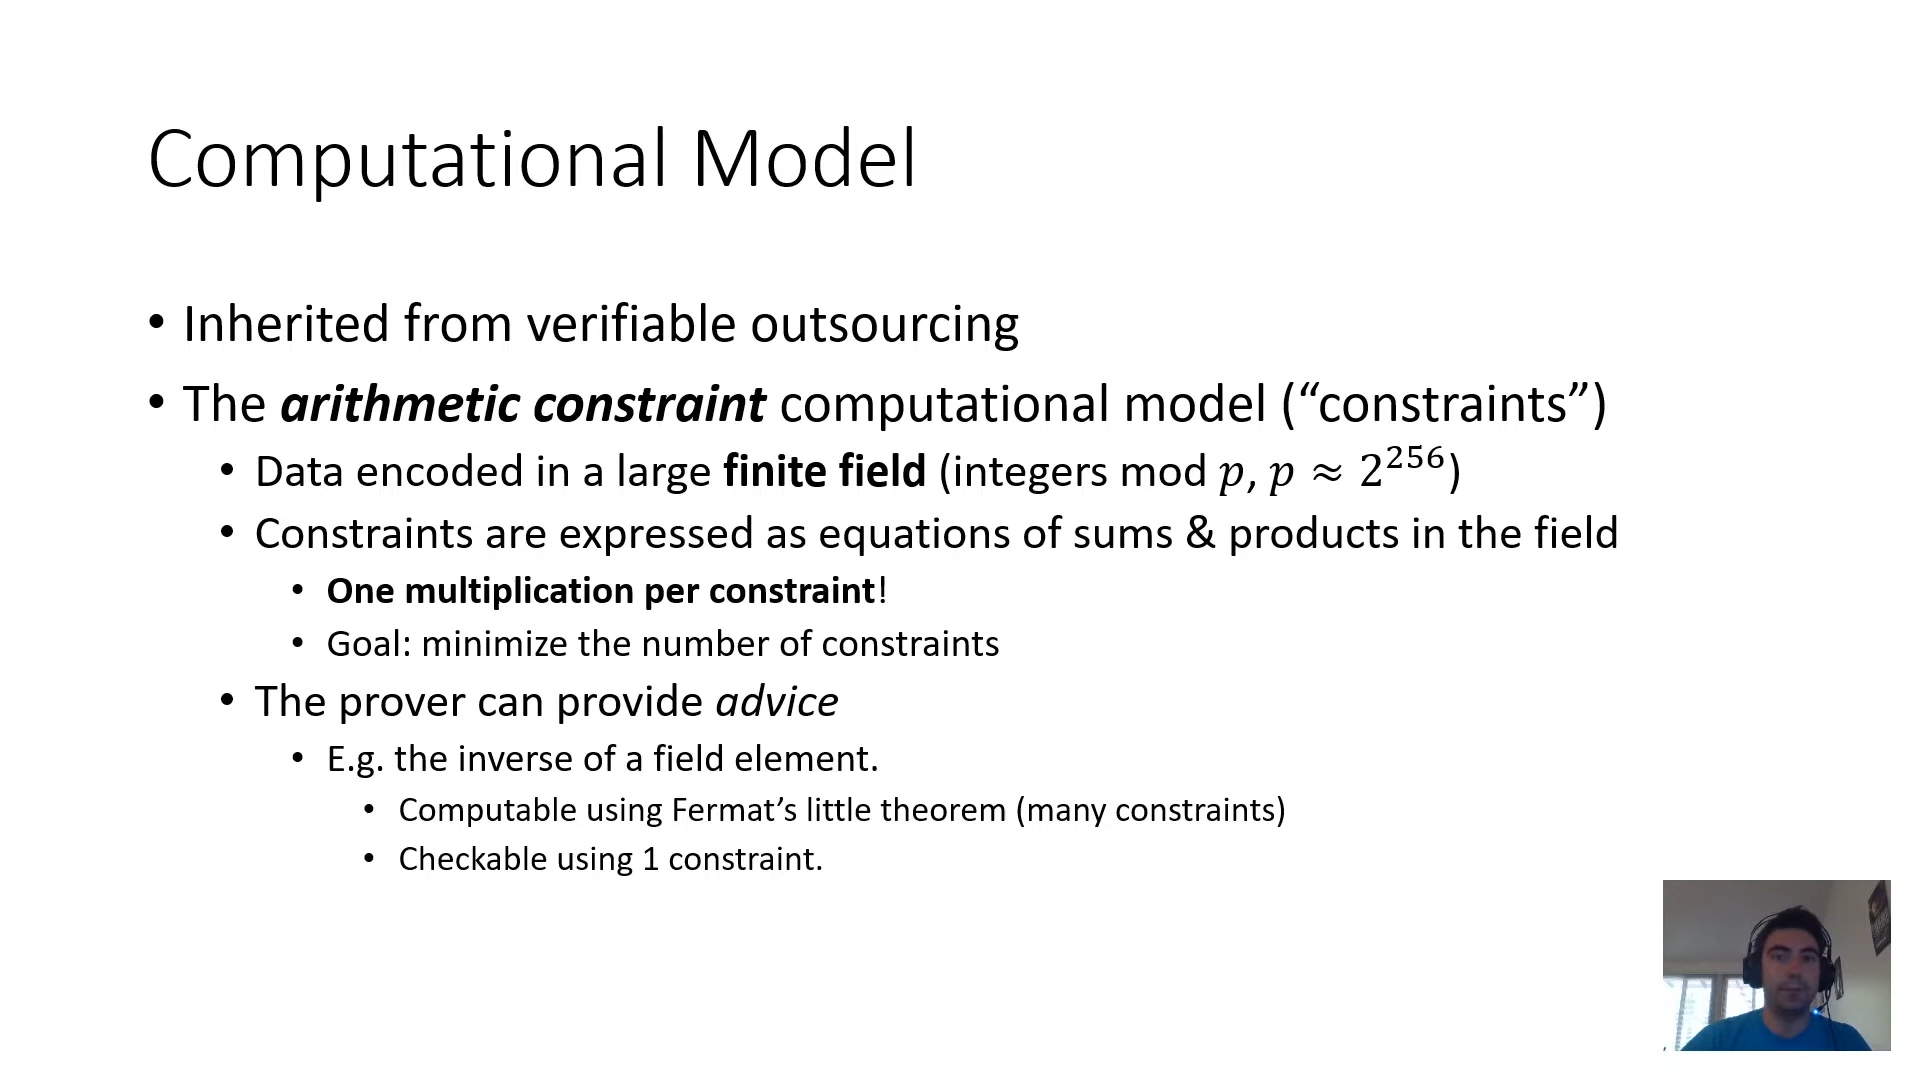 Computational Model
• Inherited from verifiable outsourcing
• The arithmetic constraint computational model (“constraints”)
• Data encoded in a large finite field (integers mod p, p ≈ 2^256)
• Constraints are expressed as equations of sums & products in the field
• One multiplication per constraint!
• Goal: minimize the number of constraints
• The prover can provide advice
• E.g. the inverse of a field element.
• Computable using Fermat’s little theorem (many constraints)
• Checkable using 1 constraint.